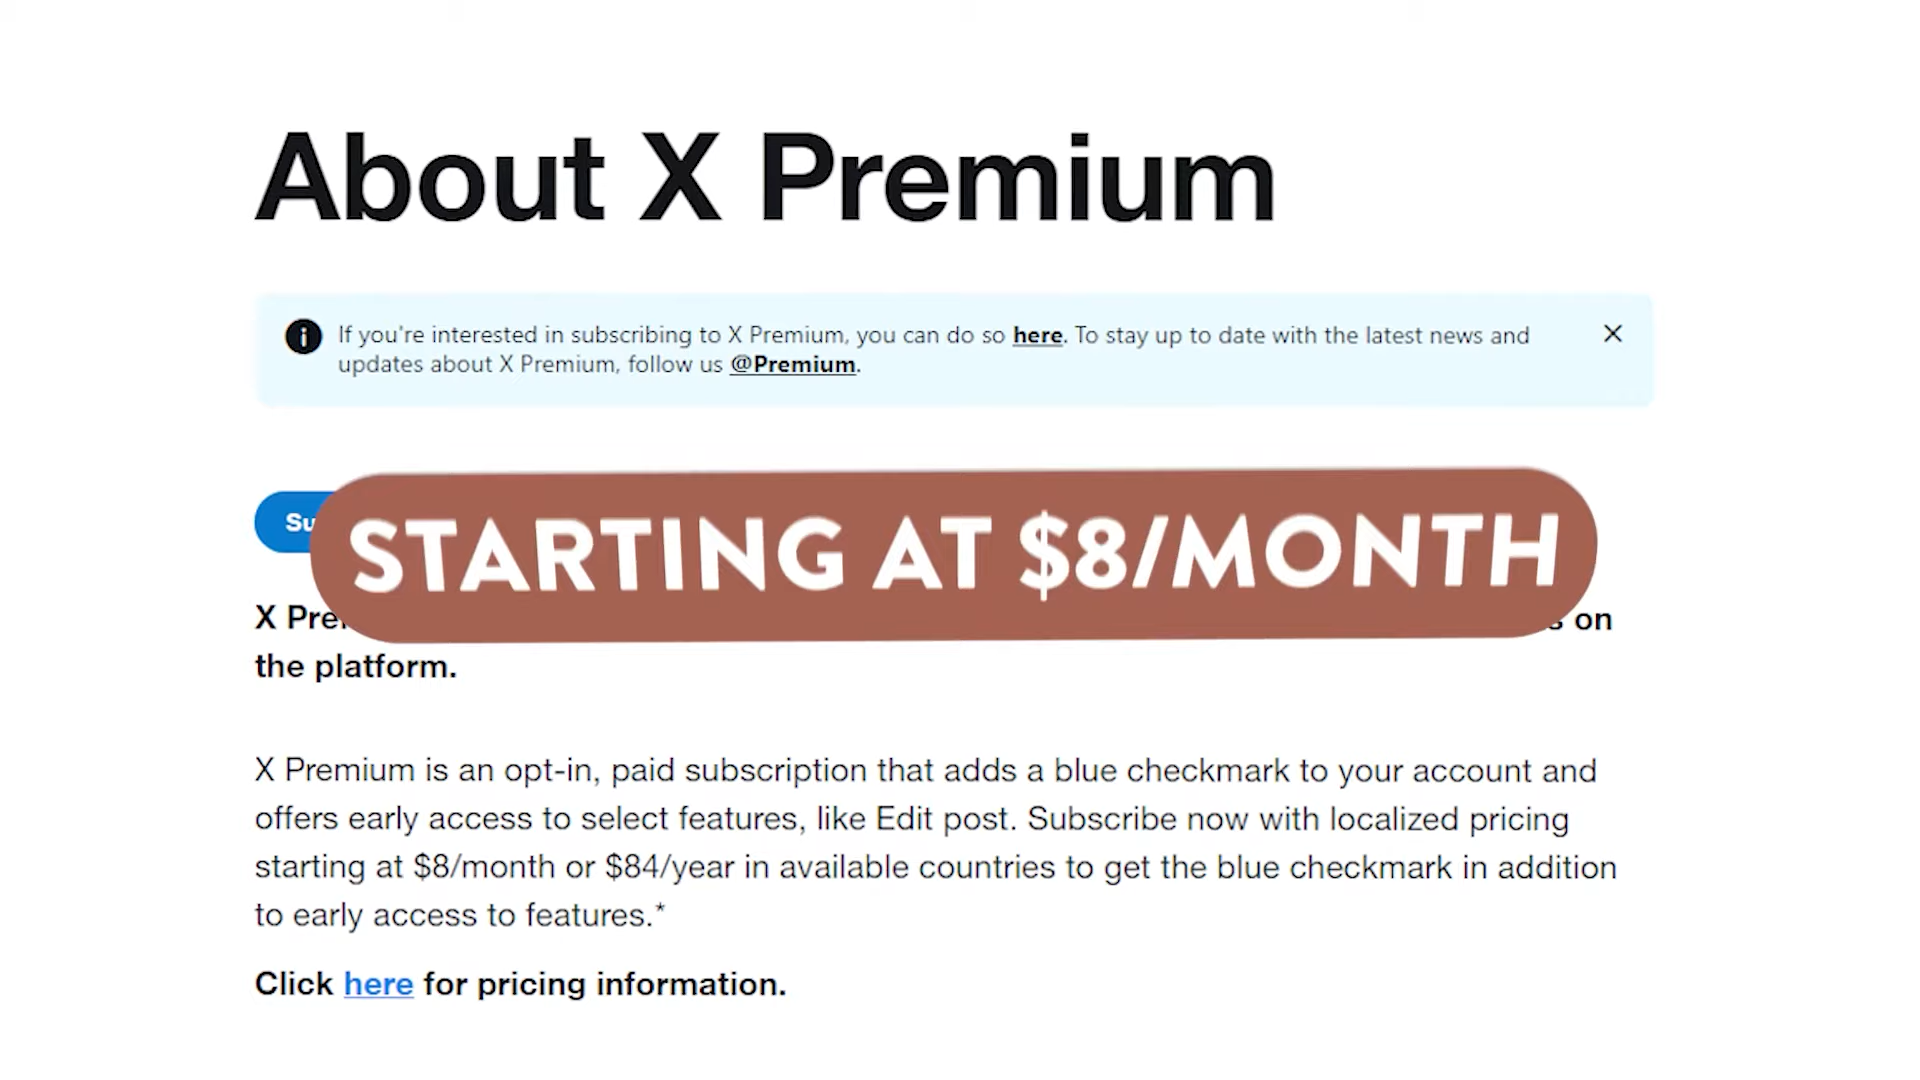 About X Premium
If you're interested in subscribing to X Premium, you can do so here. To stay up to date with the latest news and
updates about X Premium, follow us @Premium.
STARTING AT $8/MONTH
X on
the platform.
X Premium is an opt-in, paid subscription that adds a blue checkmark to your account and
offers early access to select features, like Edit post. Subscribe now with localized pricing
starting at $8/month or $84/year in available countries to get the blue checkmark in addition
to early access to features.*
Click here for pricing information.